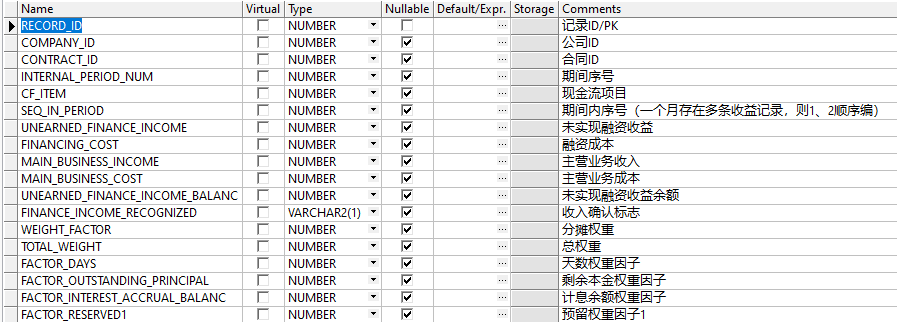 Name Virtual Type Nullable Default/Expr. Storage Comments
RECORD_ID NUMBER ... 记录ID/PK
COMPANY_ID NUMBER ... 公司ID
CONTRACT_ID NUMBER ... 合同ID
INTERNAL_PERIOD_NUM NUMBER ... 期间序号
CF_ITEM NUMBER ... 现金流项目
SEQ_IN_PERIOD NUMBER ... 期间内序号（一个月存在多条收益记录，则1、2顺序编）
UNEARNED_FINANCE_INCOME NUMBER ... 未实现融资收益
FINANCING_COST NUMBER ... 融资成本
MAIN_BUSINESS_INCOME NUMBER ... 主营业务收入
MAIN_BUSINESS_COST NUMBER ... 主营业务成本
UNEARNED_FINANCE_INCOME_BALANC NUMBER ... 未实现融资收益余额
FINANCE_INCOME_RECOGNIZED VARCHAR2(1) ... 收入确认标志
WEIGHT_FACTOR NUMBER ... 分摊权重
TOTAL_WEIGHT NUMBER ... 总权重
FACTOR_DAYS NUMBER ... 天数权重因子
FACTOR_OUTSTANDING_PRINCIPAL NUMBER ... 剩余本金权重因子
FACTOR_INTEREST_ACCRUAL_BALANC NUMBER ... 计息余额权重因子
FACTOR_RESERVED1 NUMBER ... 预留权重因子1